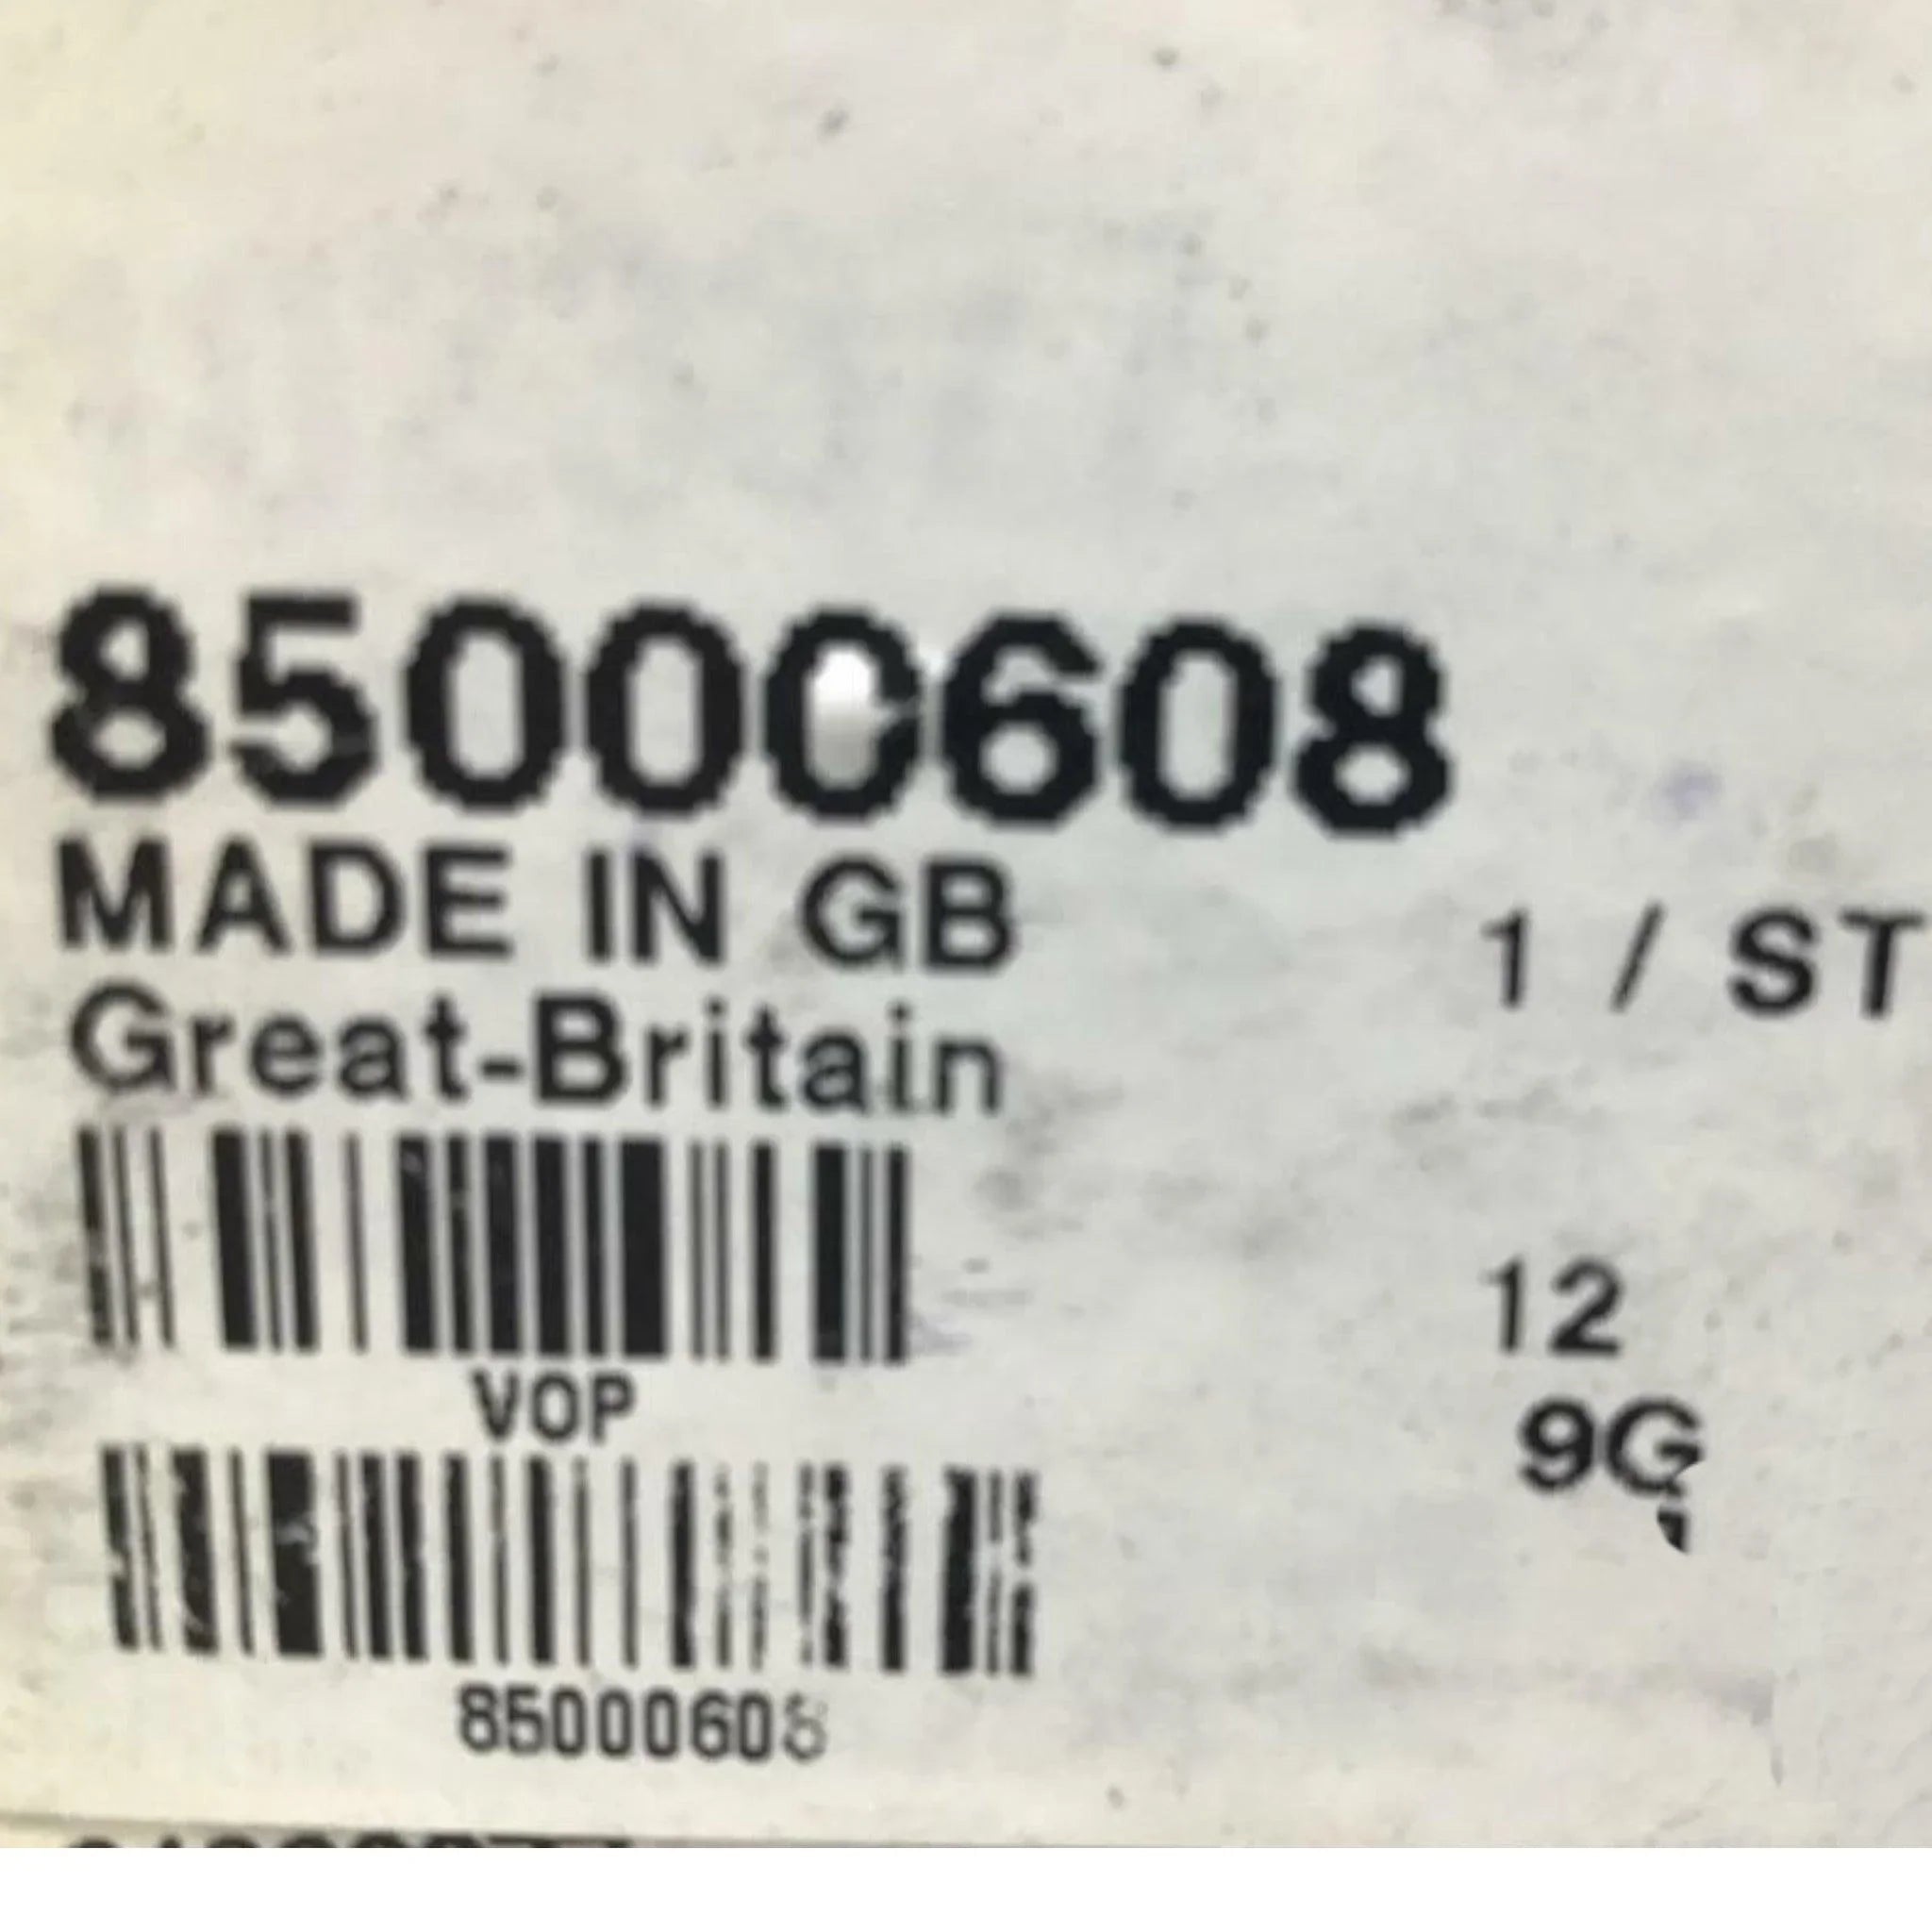 85000608
MADE IN GB
1 / ST
Great-Britain
12
VOP
9G
85000608